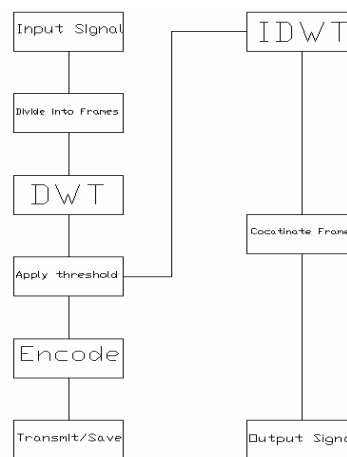 Input Signal
Divide Into Frames
DWT
Apply threshold
Encode
Transmit/Save
IDWT
Cocatinate Frame
Output Signa